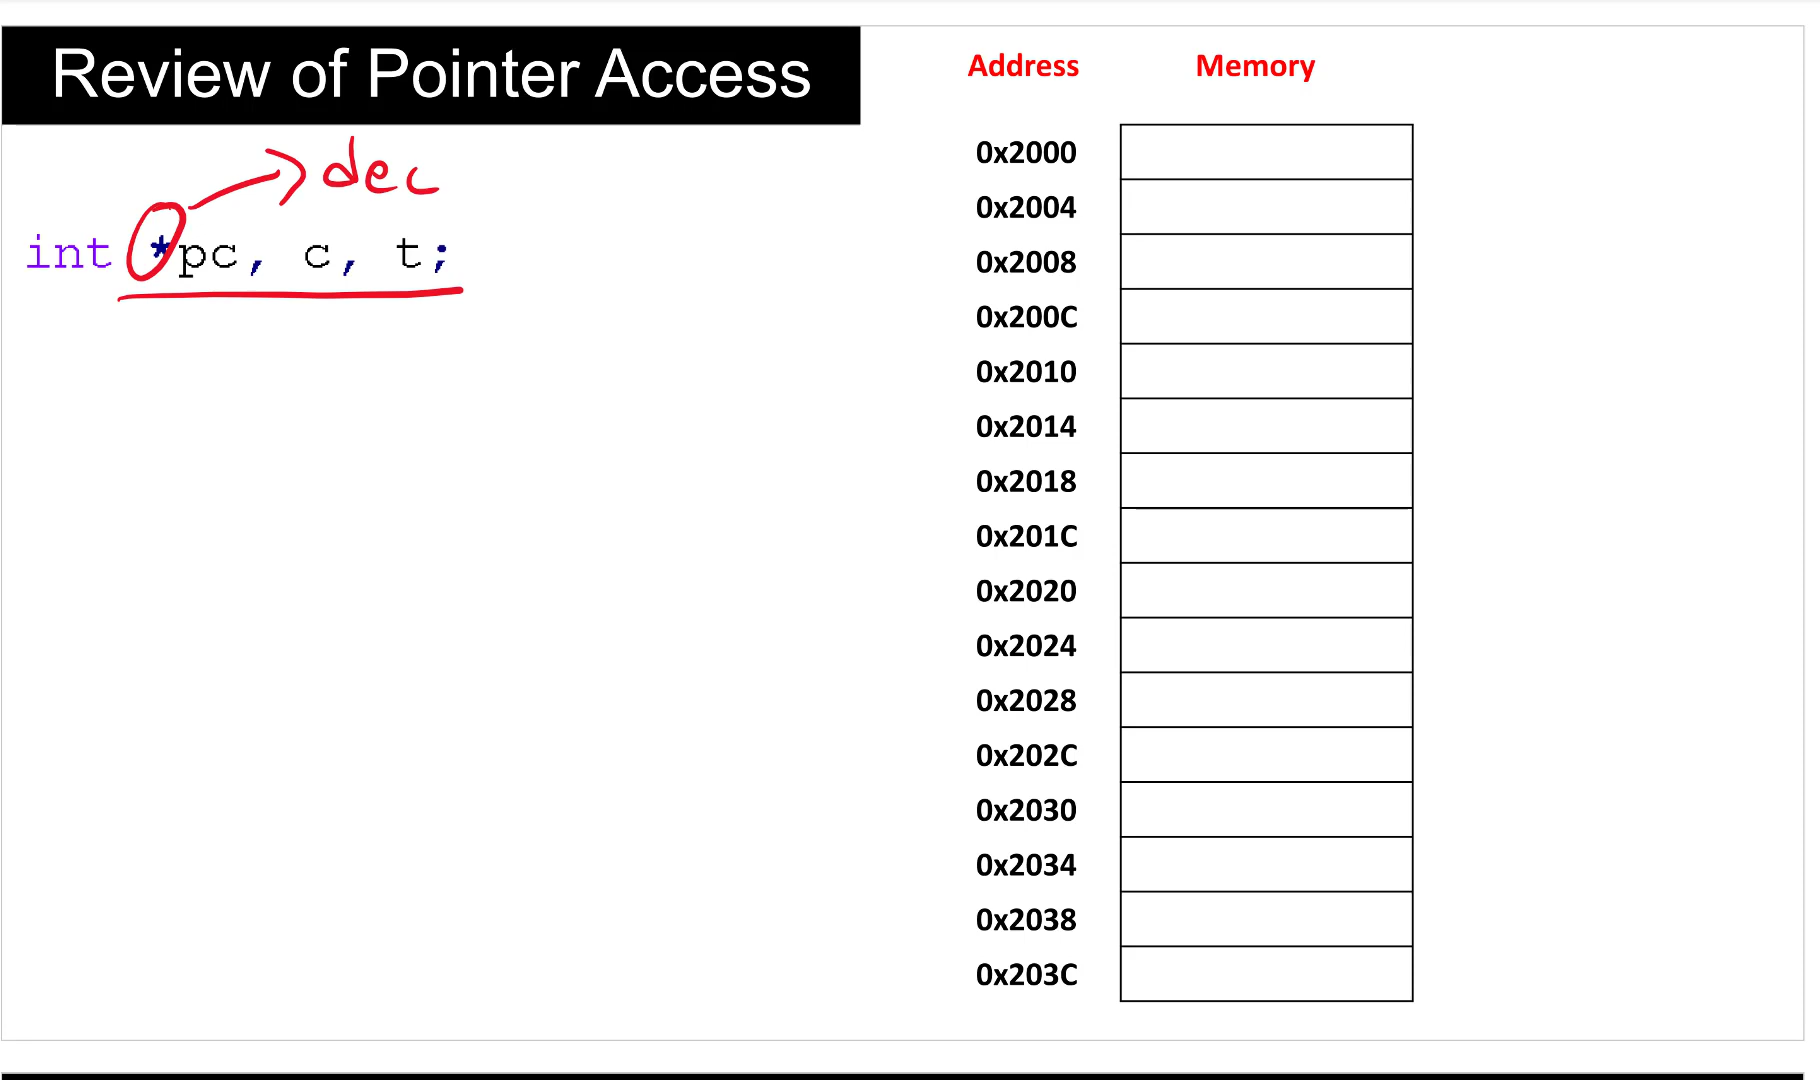 Review of Pointer Access
dec
int *pc, c, t;
Address Memory
0x2000
0x2004
0x2008
0x200C
0x2010
0x2014
0x2018
0x201C
0x2020
0x2024
0x2028
0x202C
0x2030
0x2034
0x2038
0x203C